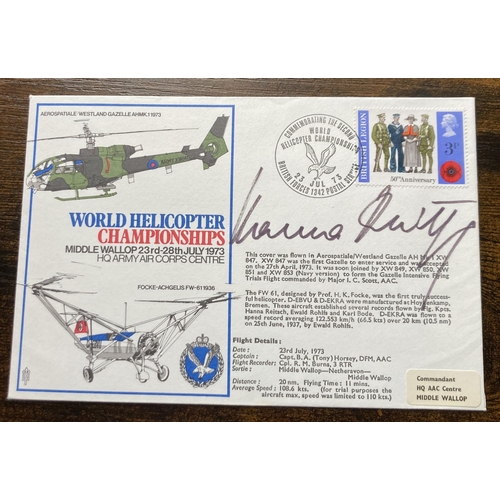 AEROSPATIALE/WESTLAND GAZELLE AHMK.1 1973
WORLD HELICOPTER
CHAMPIONSHIPS
MIDDLE WALLOP 23rd-28th JULY 1973
HQ ARMY AIR CORPS CENTRE
FOCKE-ACHGELIS FW-61 1936
COMMEMORATING THE SECOND
WORLD
HELICOPTER CHAMPIONSHIP
23 JUL 73
BRITISH FORCES 1342 POSTAL SERVICE
BRITISH LEGION
3p
50th Anniversary
Hanna Reitsch
This cover was flown in Aerospatiale/Westland Gazelle AH Mk.1 XW
847. XW 847 was the first Gazelle to enter service and was accepted
on the 27th April, 1973. It was soon joined by XW 849, XW 850, XW
851 and XW 853 (Navy version) to form the Gazelle Intensive Flying
Trials Flight commanded by Major I. C. Scott, AAC.
The FW 61, designed by Prof, H, K, Focke, was the first truly success-
ful helicopter, D-EBVU & D-EKRA were manufactured at Hoykenkamp,
These aircraft established several records flown by Flg. Kpts.
Hanna Reitsch, Ewald Rohlfs and Karl Bode. D-EKRA was flown to a
speed record averaging 122.553 km/h (66.5 kts) over 20 km (10.5 nm)
on 25th June, 1937, by Ewald Rohlfs.
Flight Details:
Date : 23rd July, 1973
Captain : Capt. B.A, (Tony) Horsey, DFM, AAC
Flight Recorder: Cpl. R. M. Burns, 3 RTR
Sortie : Middle Wallop-Nethersvon-
Middle Wallop
Distance : 20 nm. Flying Time : 11 mins.
Average Speed : 108.6 kts. (for trial purposes the
aircraft max, speed was limited to 110 kts.)
Commandant
HQ AAC Centre
MIDDLE WALLOP